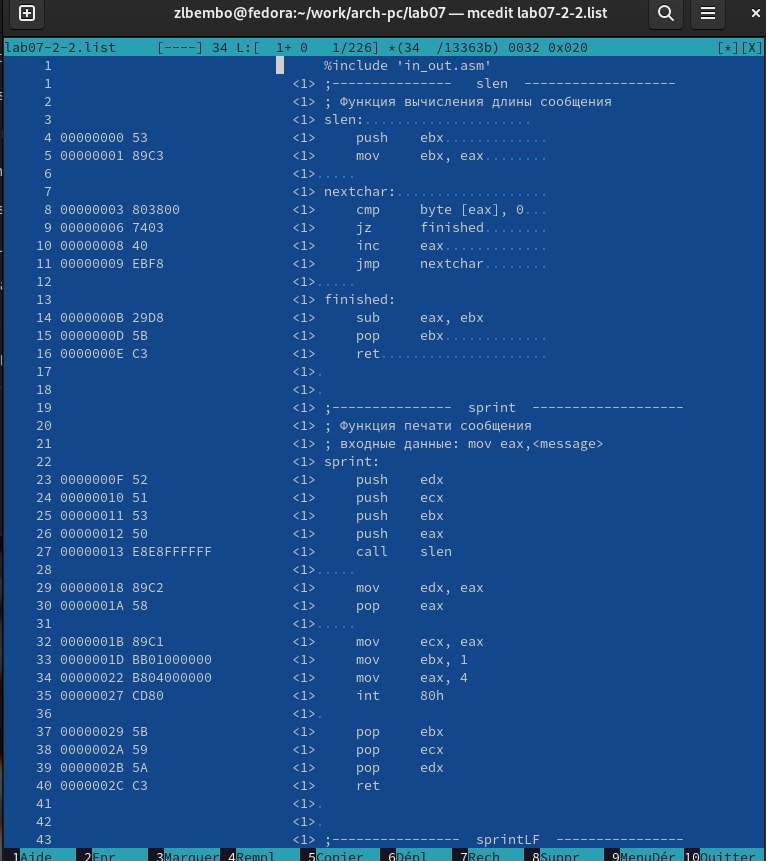 zlbembo@fedora:~/work/arch-pc/lab07 — mcedit lab07-2-2.list
lab07-2-2.list [----] 34 L:[ 1+ 0 1/226] *(34 /13363b) 0032 0x020 [*][X]
1 %include 'in_out.asm'
1 <1> ;--------------- slen -------------------
2 <1> ; Функция вычисления длины сообщения
3 <1> slen:.....................
4 00000000 53 <1> push ebx.............
5 00000001 89C3 <1> mov ebx, eax........
6 <1>.....
7 <1> nextchar:...................
8 00000003 803800 <1> cmp byte [eax], 0...
9 00000006 7403 <1> jz finished........
10 00000008 40 <1> inc eax.............
11 00000009 EBF8 <1> jmp nextchar........
12 <1>.....
13 <1> finished:
14 0000000B 29D8 <1> sub eax, ebx
15 0000000D 5B <1> pop ebx.............
16 0000000E C3 <1> ret.....................
17 <1>.
18 <1>.
19 <1> ;--------------- sprint -------------------
20 <1> ; Функция печати сообщения
21 <1> ; входные данные: mov eax,<message>
22 <1> sprint:
23 0000000F 52 <1> push edx
24 00000010 51 <1> push ecx
25 00000011 53 <1> push ebx
26 00000012 50 <1> push eax
27 00000013 E8E8FFFFFF <1> call slen
28 <1>.....
29 00000018 89C2 <1> mov edx, eax
30 0000001A 58 <1> pop eax
31 <1>.....
32 0000001B 89C1 <1> mov ecx, eax
33 0000001D BB01000000 <1> mov ebx, 1
34 00000022 B804000000 <1> mov eax, 4
35 00000027 CD80 <1> int 80h
36 <1>.
37 00000029 5B <1> pop ebx
38 0000002A 59 <1> pop ecx
39 0000002B 5A <1> pop edx
40 0000002C C3 <1> ret
41 <1>.
42 <1>.
43 <1> ;---------------- sprintLF ----------------
1Aide 2Enr 3Marquer 4Rempl 5Copier 6Dépl 7Rech 8Suppr 9MenuDér 10Quitter